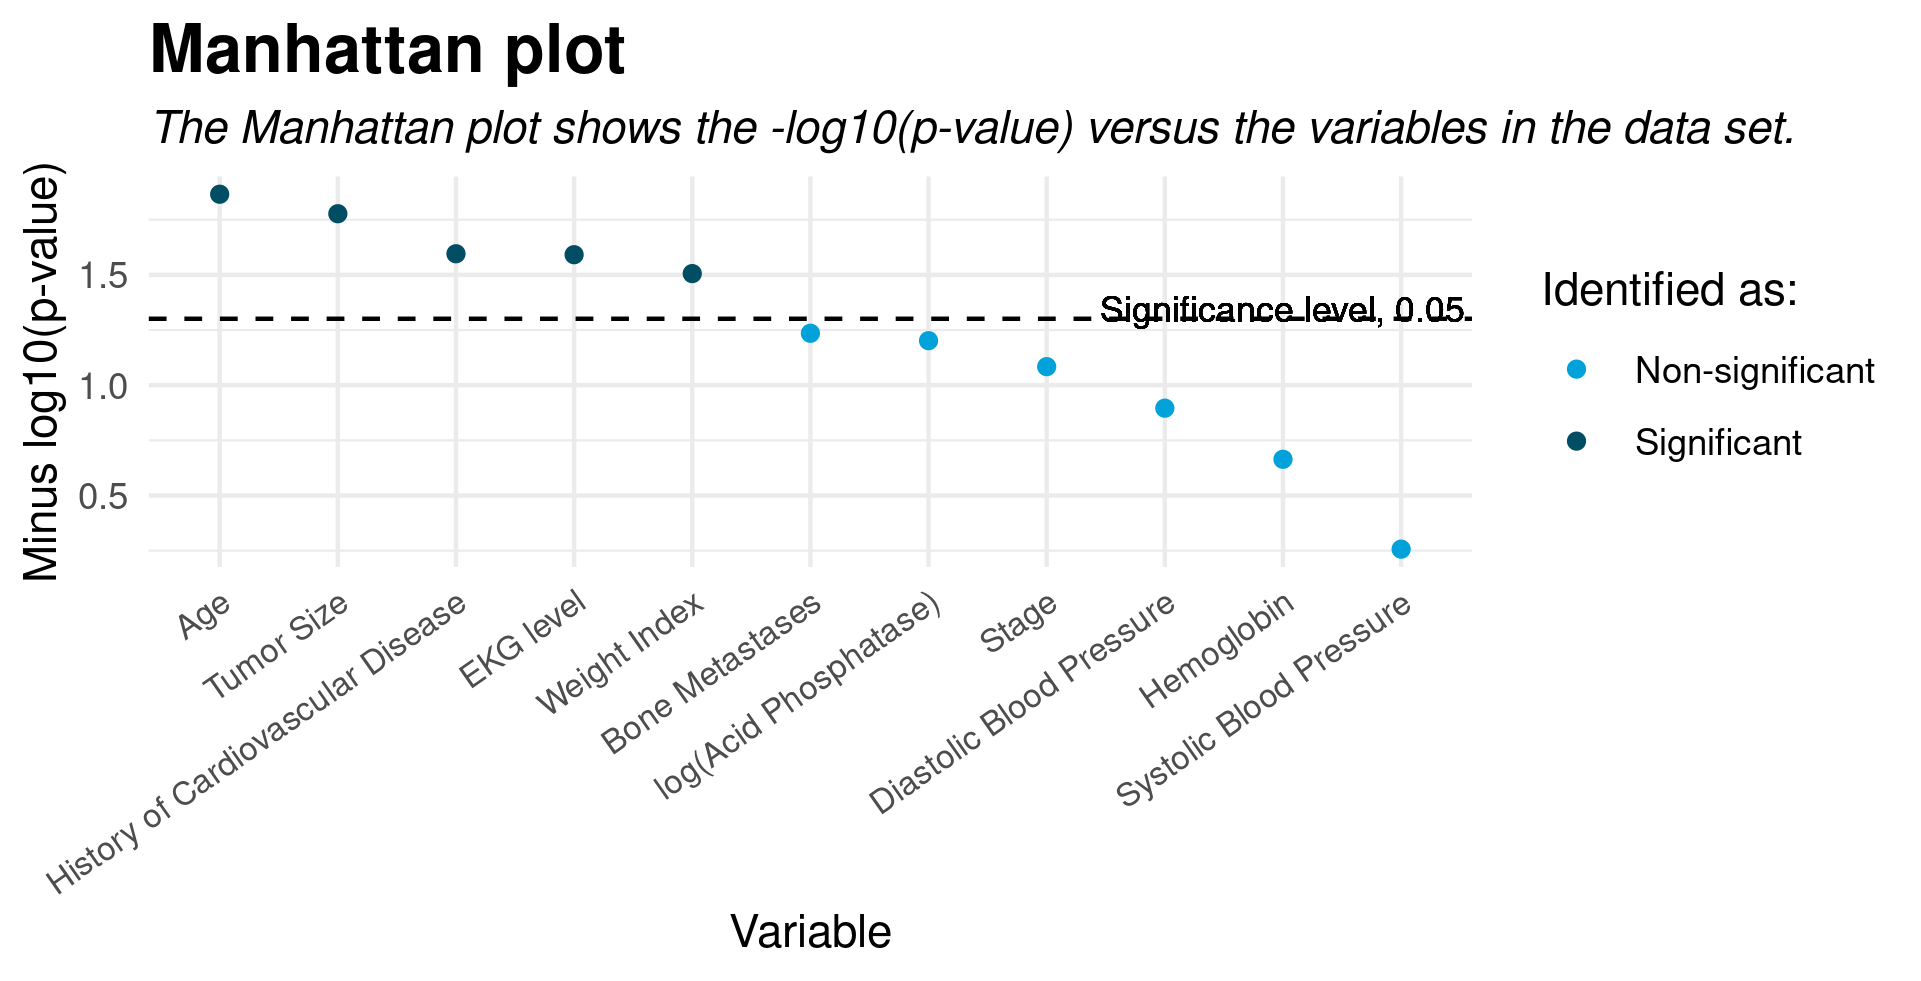 Manhattan plot
The Manhattan plot shows the -log10(p-value) versus the variables in the data set.
Minus log10(p-value)
1.5
1.0
0.5
Significance level, 0.05
Age
Tumor Size
History of Cardiovascular Disease
EKG level
Weight Index
Bone Metastases
log(Acid Phosphatase)
Stage
Diastolic Blood Pressure
Hemoglobin
Systolic Blood Pressure
Variable
Identified as:
Non-significant
Significant